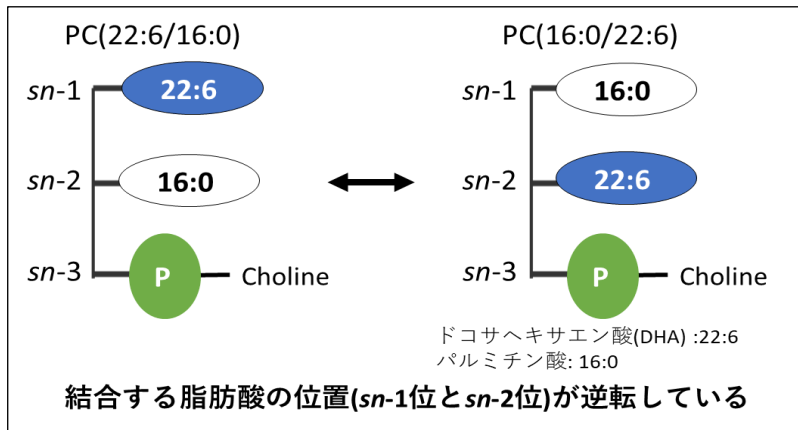 PC(22:6/16:0)
sn-1
22:6
sn-2
16:0
sn-3
P
Choline
PC(16:0/22:6)
sn-1
16:0
sn-2
22:6
sn-3
P
Choline
ドコサヘキサエン酸(DHA) :22:6
パルミチン酸: 16:0
結合する脂肪酸の位置(sn-1位とsn-2位)が逆転している